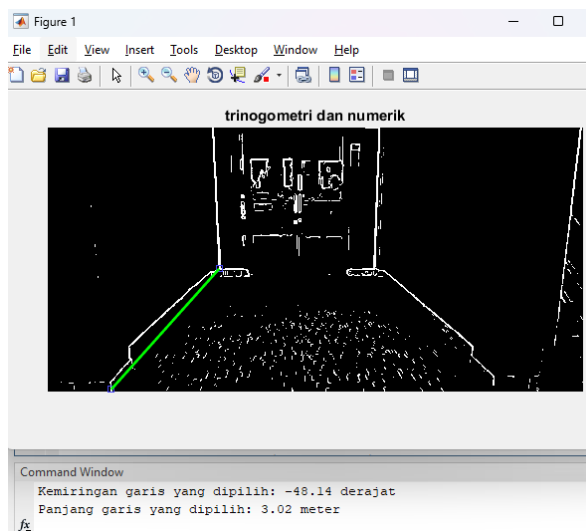 Figure 1
File Edit View Insert Tools Desktop Window Help
trinogometri dan numerik
Command Window
Kemiringan garis yang dipilih: -48.14 derajat
Panjang garis yang dipilih: 3.02 meter
fx